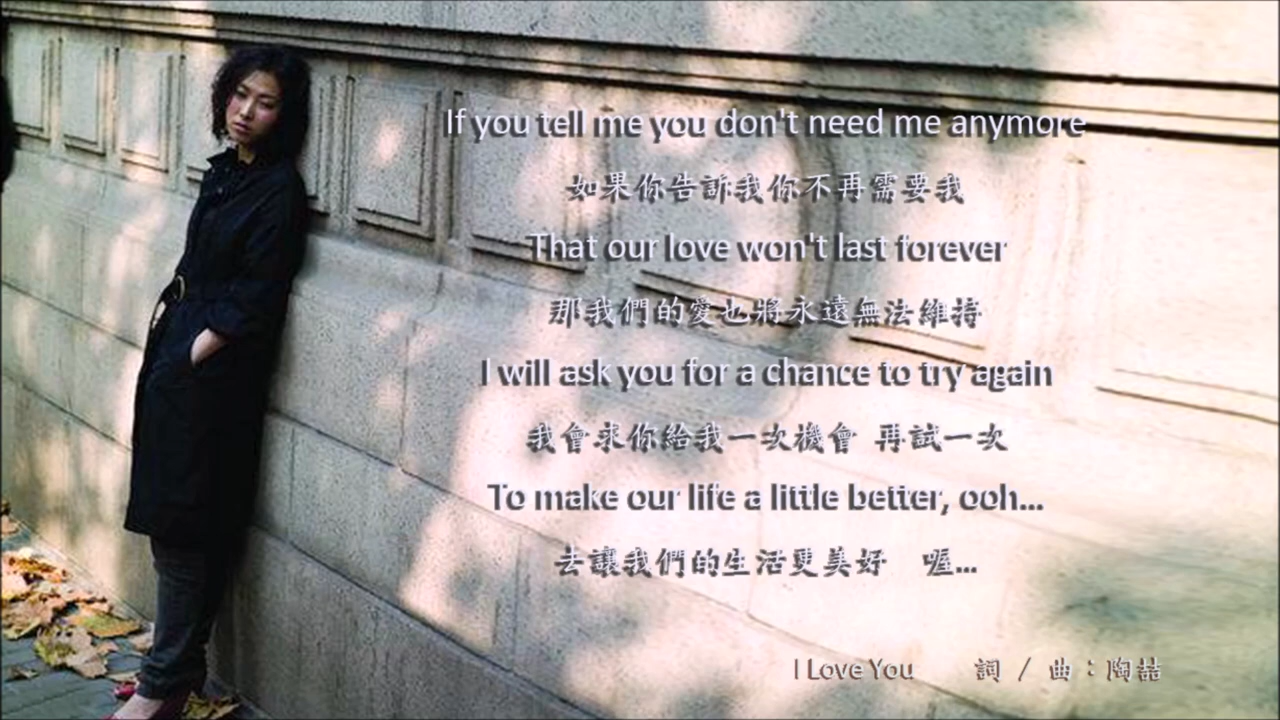 If you tell me you don't need me anymore
如果你告訴我你不再需要我
That our love won't last forever
那我們的愛也將永遠無法維持
I will ask you for a chance to try again
我會求你給我一次機會 再試一次
To make our life a little better, ooh...
去讓我們的生活更美好 喔...
I Love You 詞 / 曲：陶喆